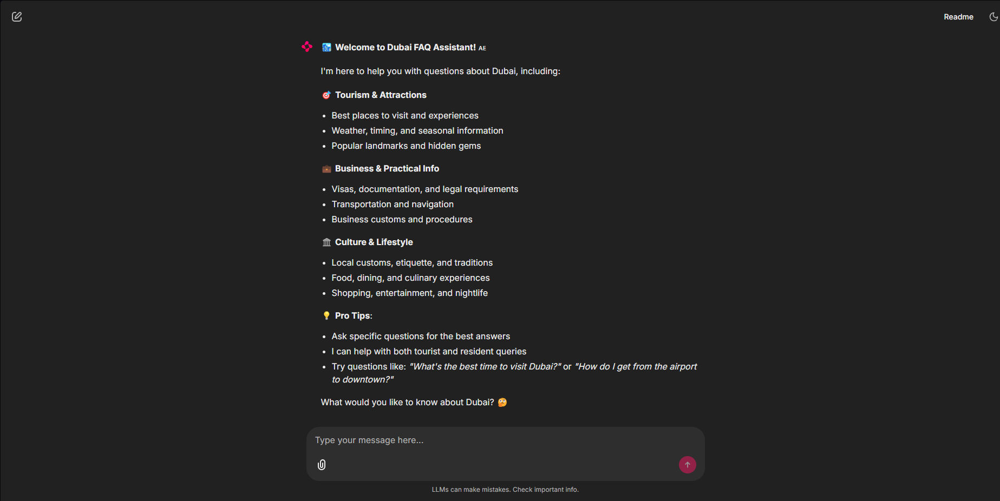 Readme
Welcome to Dubai FAQ Assistant! AE
I'm here to help you with questions about Dubai, including:
Tourism & Attractions
• Best places to visit and experiences
• Weather, timing, and seasonal information
• Popular landmarks and hidden gems
Business & Practical Info
• Visas, documentation, and legal requirements
• Transportation and navigation
• Business customs and procedures
Culture & Lifestyle
• Local customs, etiquette, and traditions
• Food, dining, and culinary experiences
• Shopping, entertainment, and nightlife
Pro Tips:
• Ask specific questions for the best answers
• I can help with both tourist and resident queries
• Try questions like: "What's the best time to visit Dubai?" or "How do I get from the airport
to downtown?"
What would you like to know about Dubai?
Type your message here...
LLMs can make mistakes. Check important info.